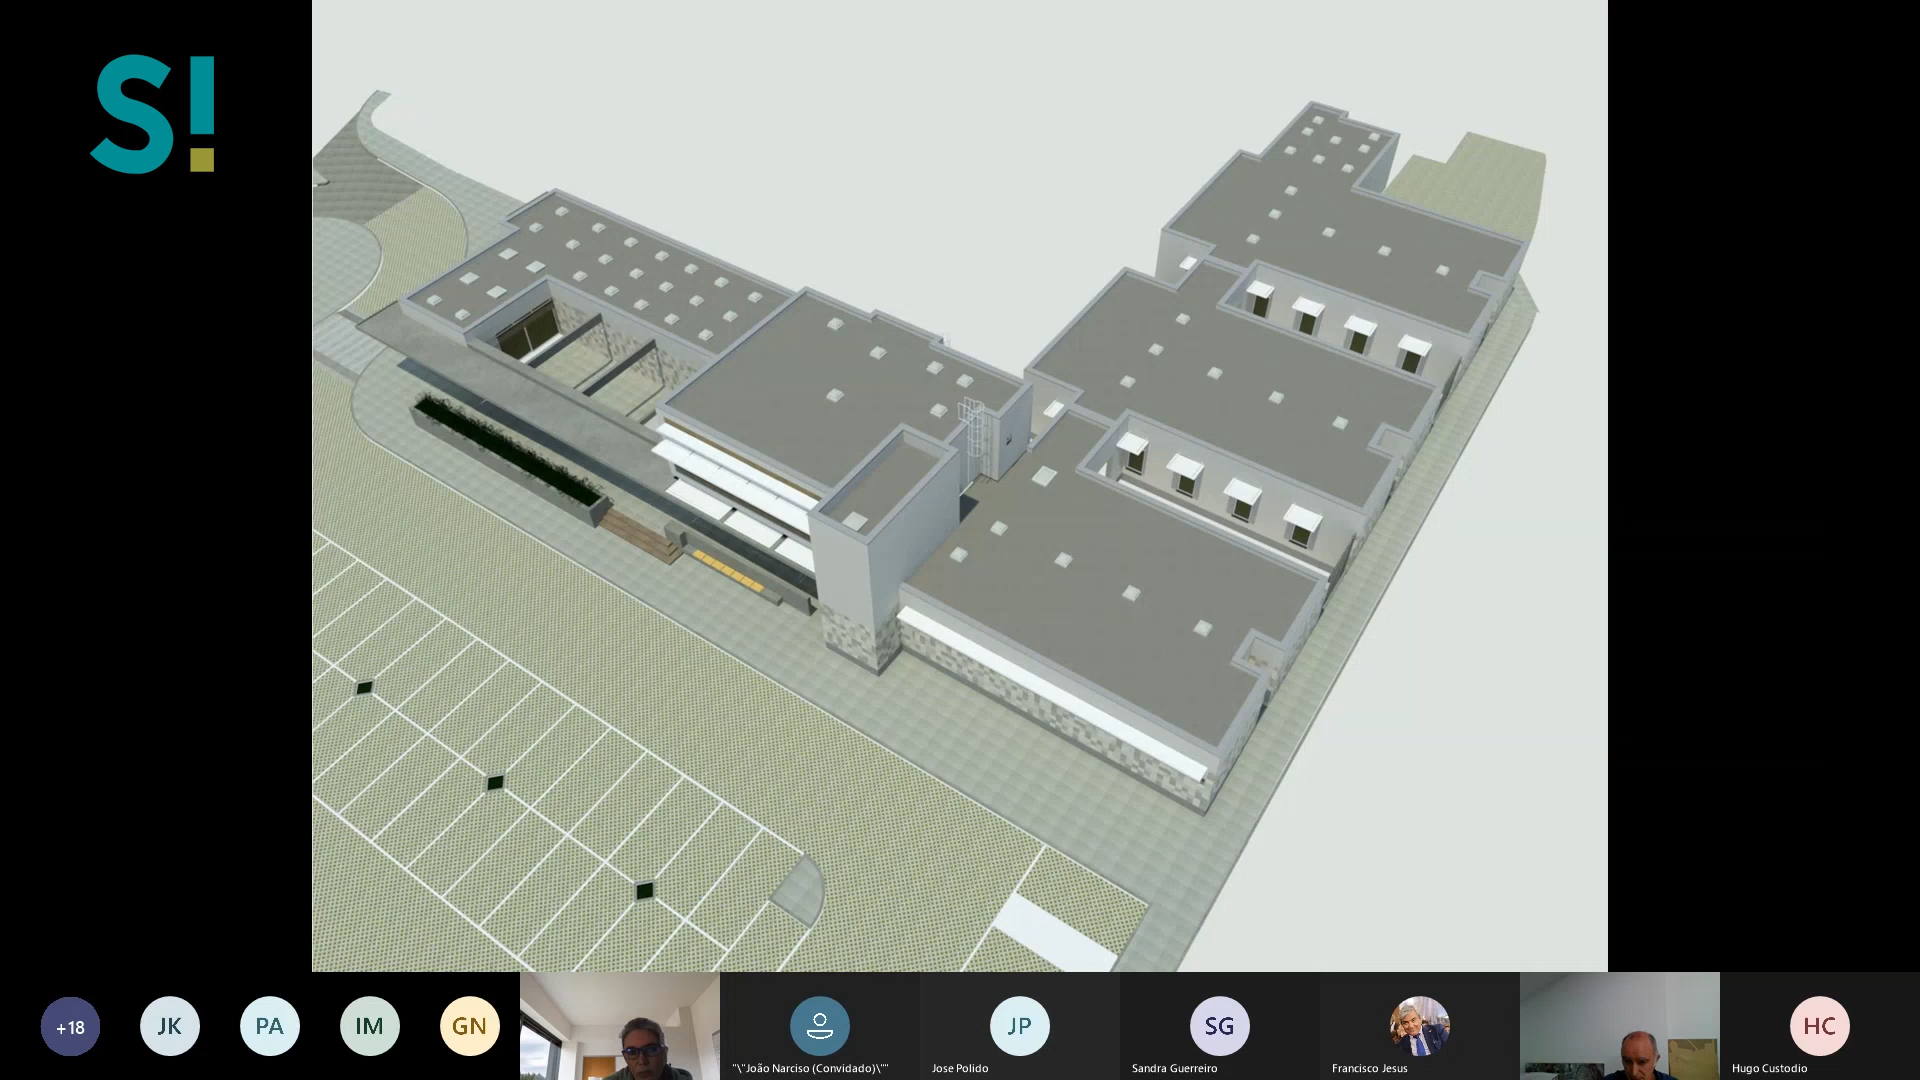 S!
+18
JK
PA
IM
GN
"\"João Narciso (Convidado)\""
JP
Jose Polido
SG
Sandra Guerreiro
Francisco Jesus
HC
Hugo Custodio